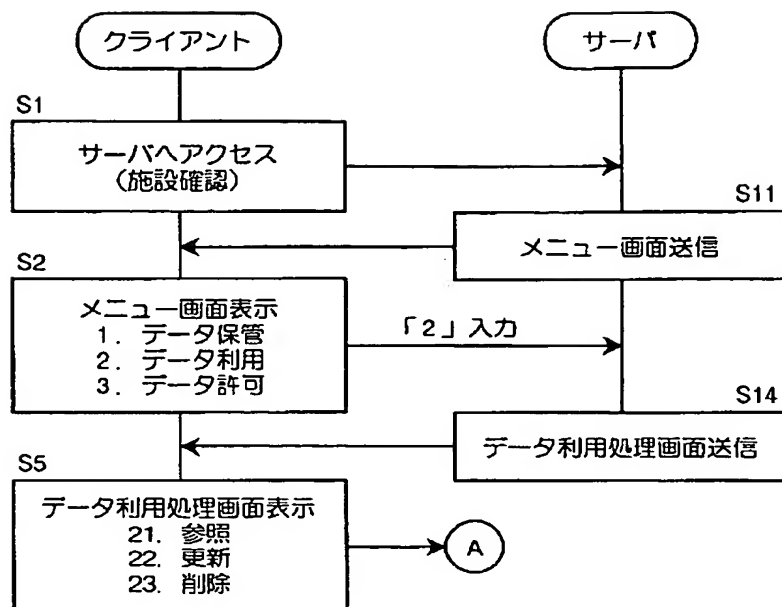 クライアント
サーバ
S1
サーバへアクセス
（施設確認）
S11
メニュー画面送信
S2
メニュー画面表示
1. データ保管
2. データ利用
3. データ許可
「2」入力
S14
データ利用処理画面送信
S5
データ利用処理画面表示
21. 参照
22. 更新
23. 削除
A